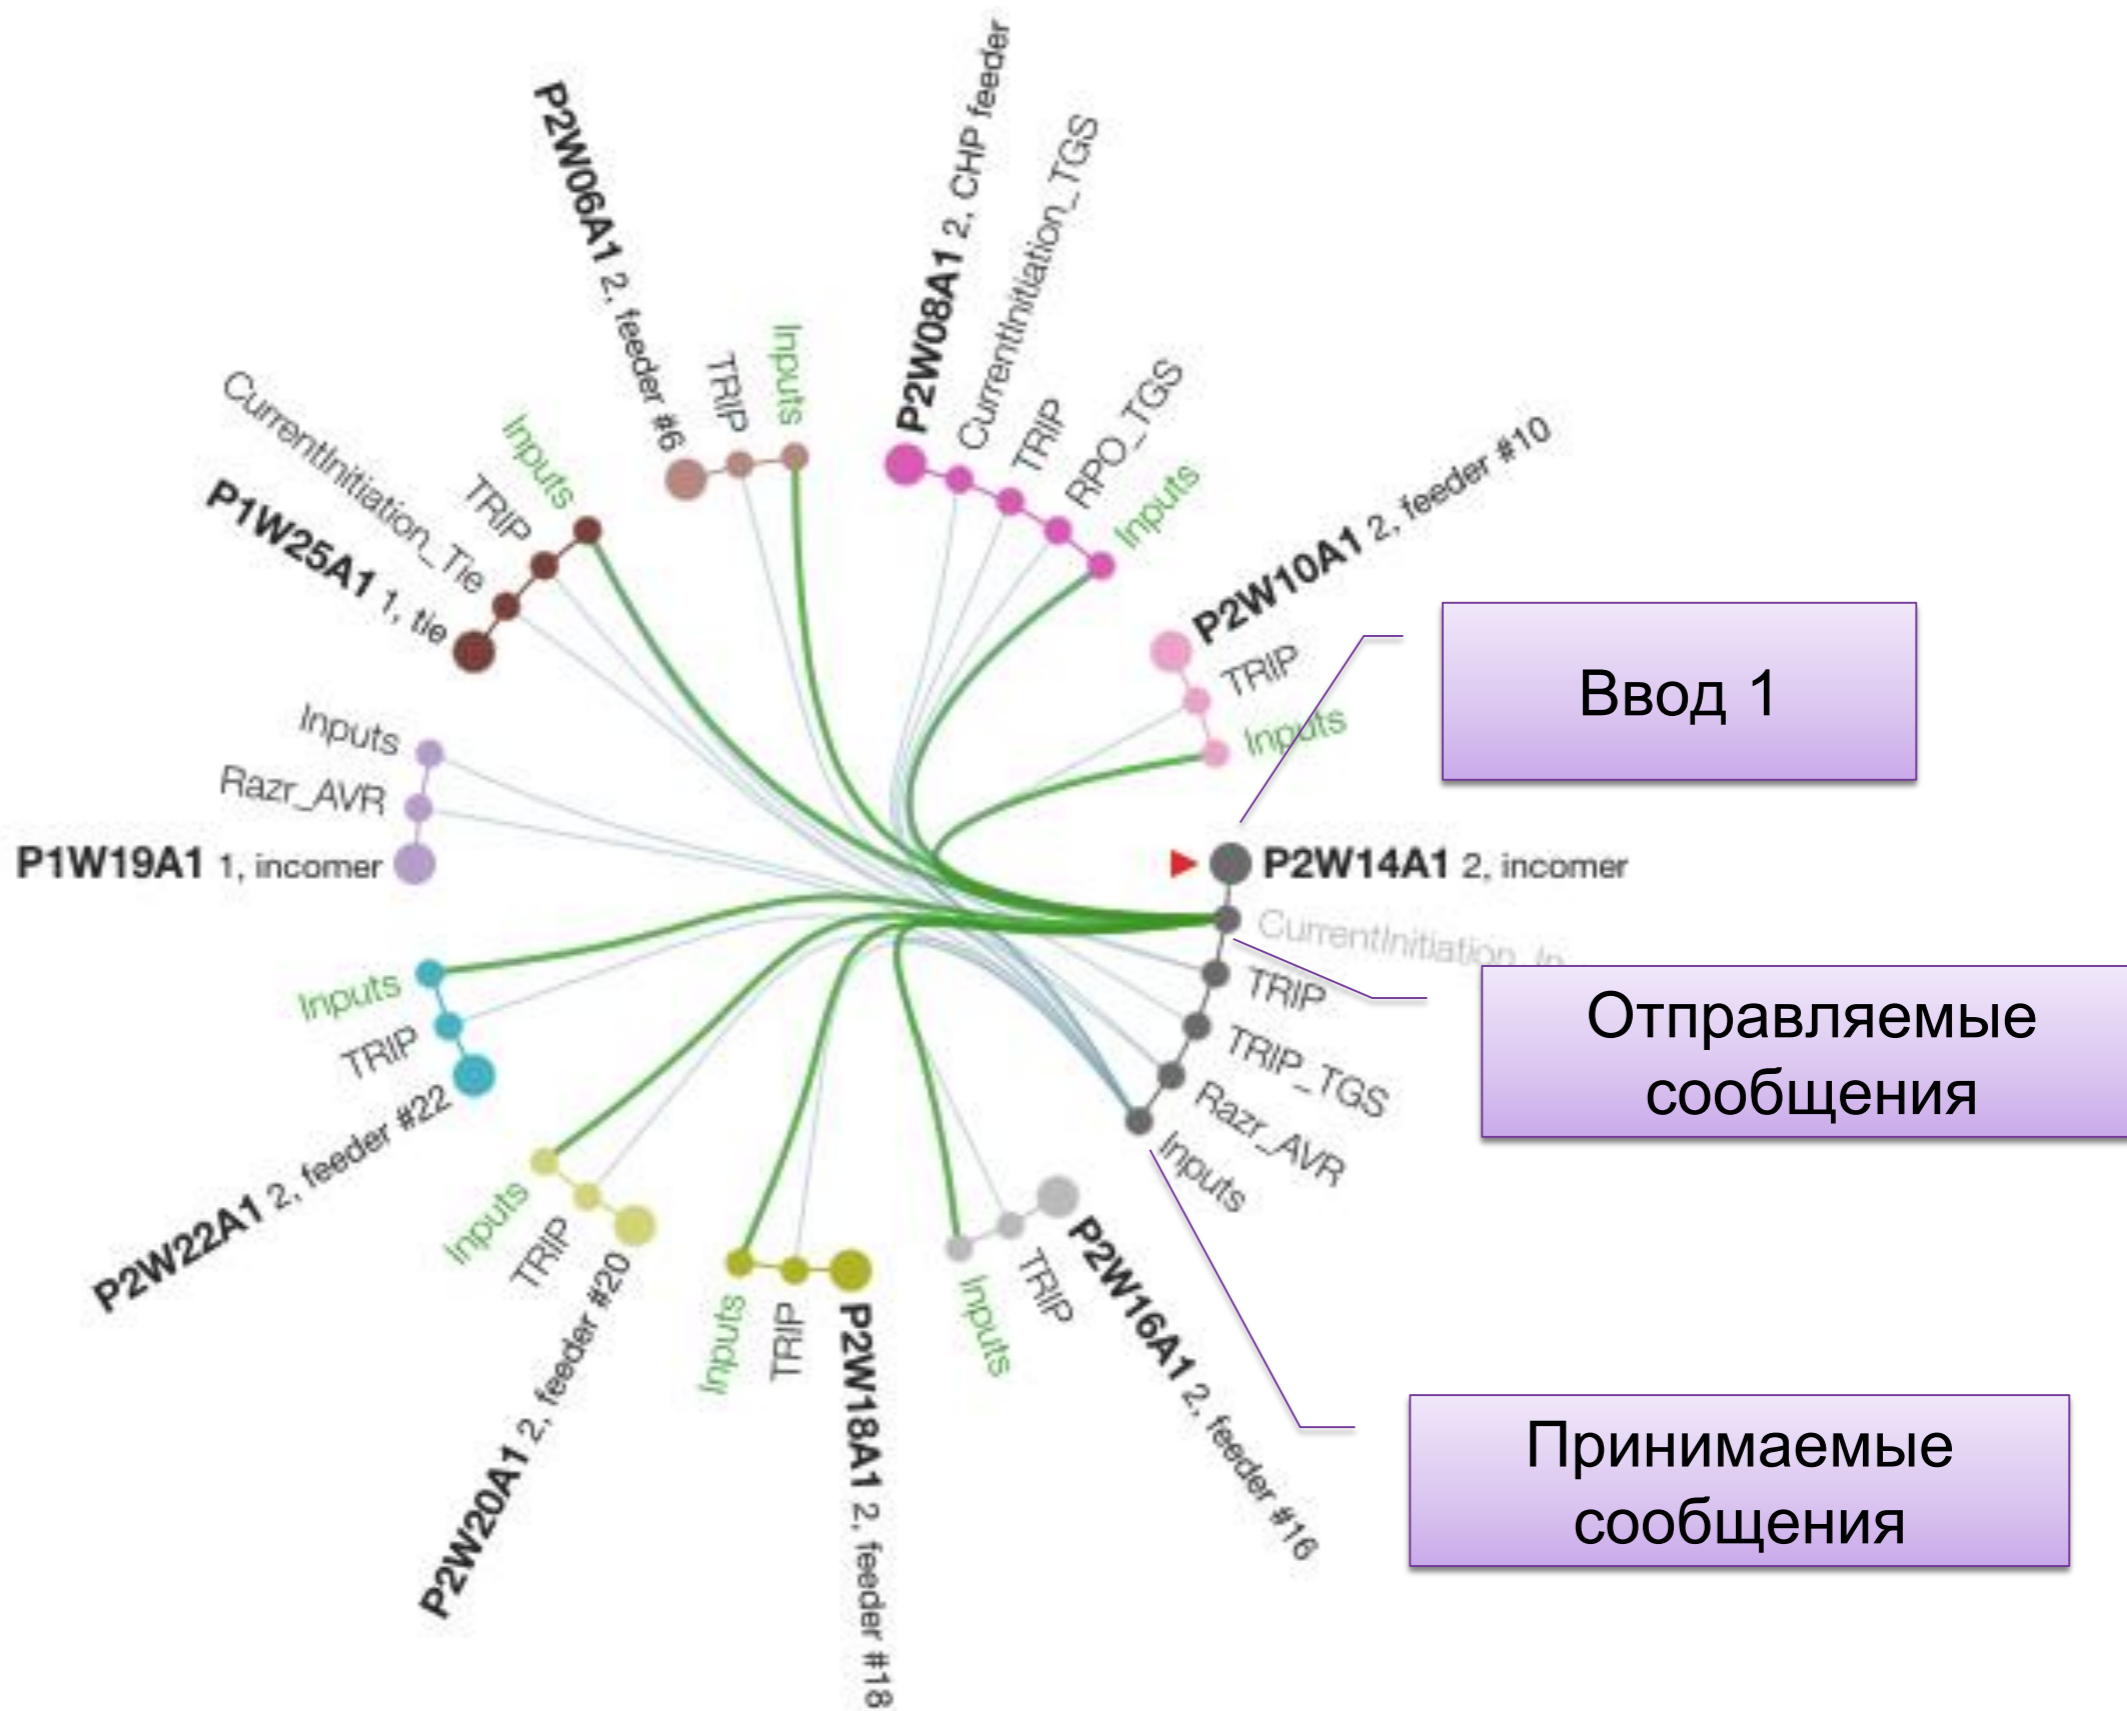 P2W06A1 2, feeder #6
TRIP
Inputs
P2W08A1 2, CHP feeder
CurrentInitiation_TGS
TRIP
RPO_TGS
Inputs
P2W10A1 2, feeder #10
TRIP
Inputs
Ввод 1
P2W14A1 2, incomer
CurrentInitiation_In
TRIP
TRIP_TGS
Razr_AVR
Inputs
Отправляемые
сообщения
Принимаемые
сообщения
P2W16A1 2, feeder #16
TRIP
Inputs
P2W18A1 2, feeder #18
TRIP
Inputs
P2W20A1 2, feeder #20
TRIP
Inputs
P2W22A1 2, feeder #22
TRIP
Inputs
P1W19A1 1, incomer
Razr_AVR
Inputs
P1W25A1 1, tie
CurrentInitiation_Tie
TRIP
Inputs